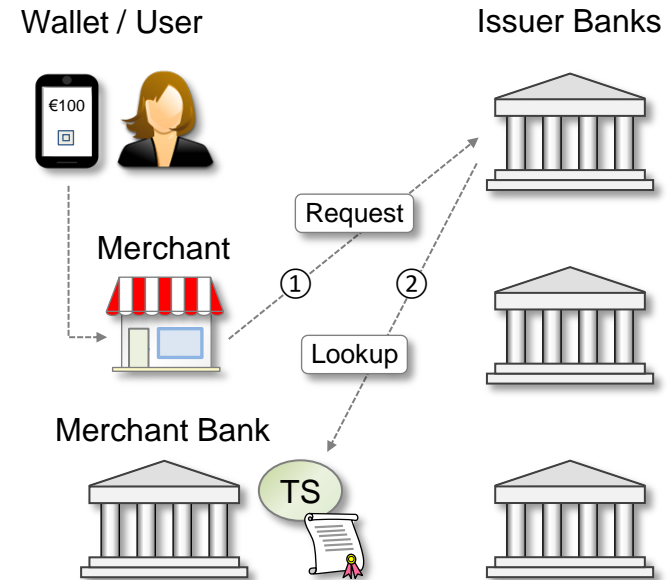 Wallet / User
Issuer Banks
€100
Request
Merchant
①
②
Lookup
Merchant Bank
TS